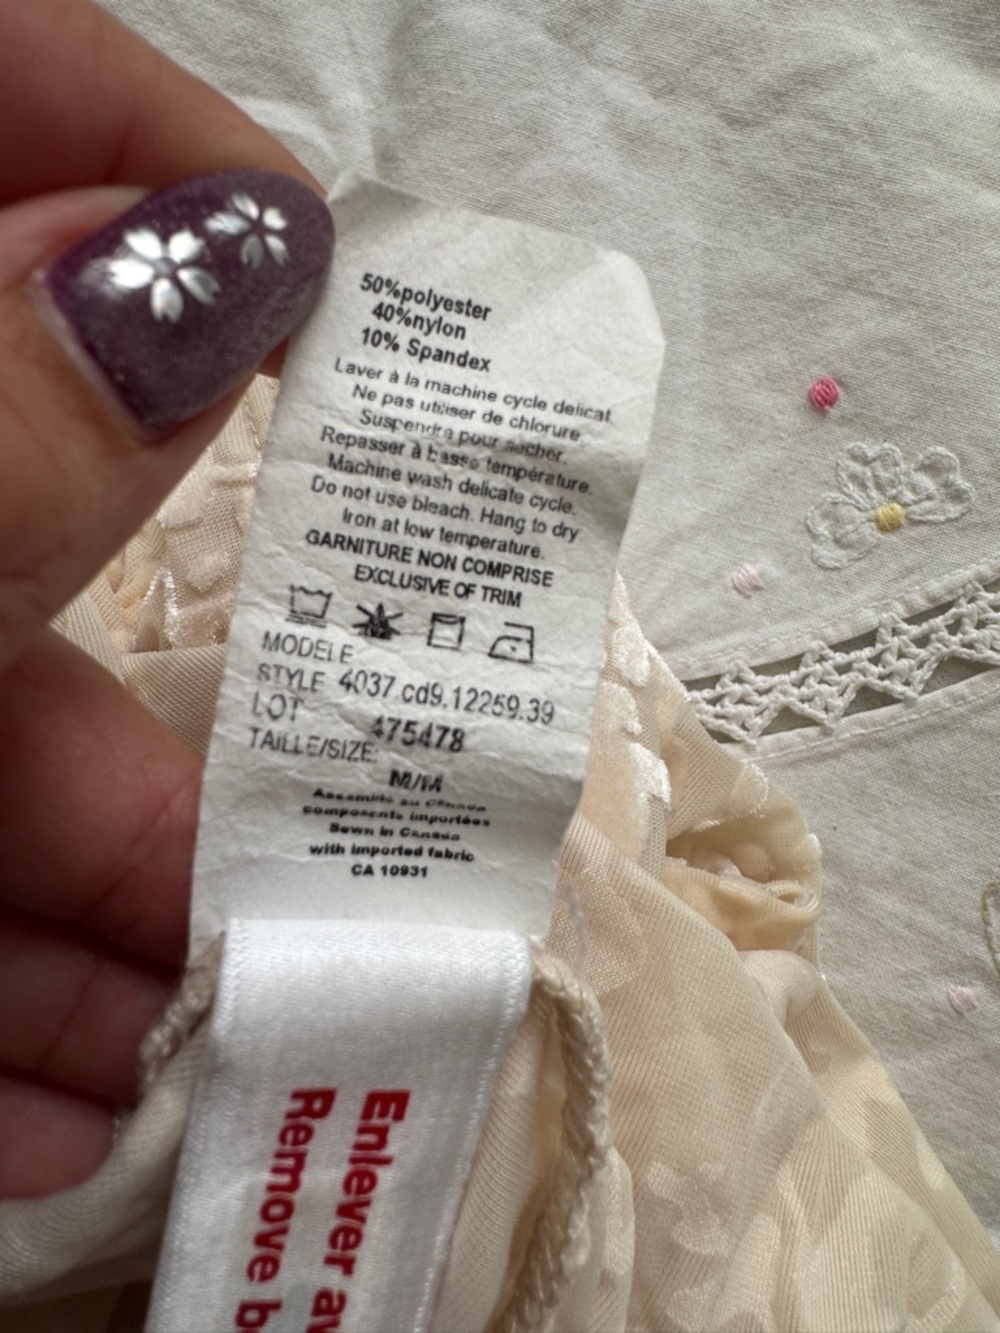 50%polyester
40%nylon
10% Spandex
Laver à la machine cycle delicat
Ne pas utiliser de chlorure
Suspendre pour secher.
Repasser à basse température.
Machine wash delicate cycle.
Do not use bleach. Hang to dry
Iron at low temperature.
GARNITURE NON COMPRISE
EXCLUSIVE OF TRIM
MODELE
STYLE 4037.cd9.12259.39
LOT 475478
TAILLE/SIZE:
M/M
Assemblé au Canada
composants importées
Sewn in Canada
with imported fabric
CA 10931
Enlever av
Remove b